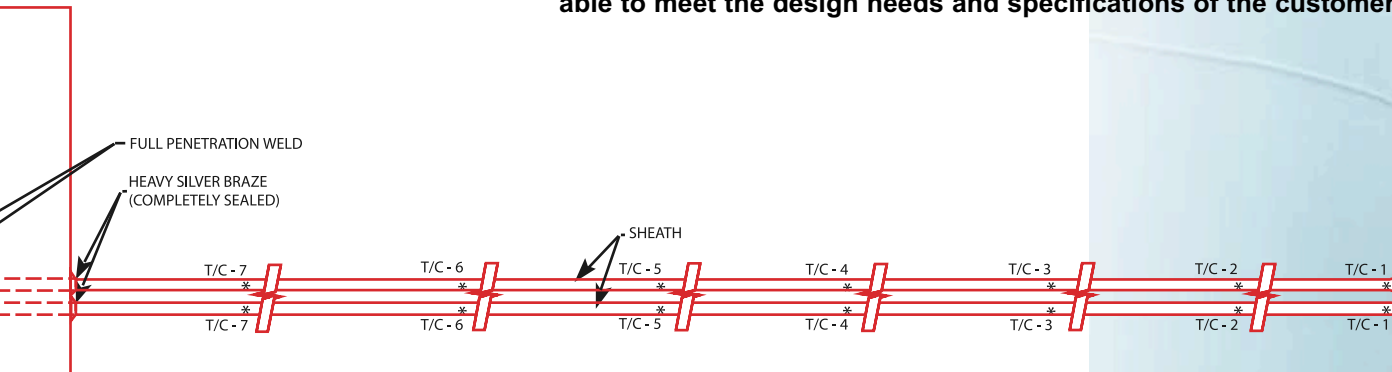 able to meet the design needs and specifications of the customer
FULL PENETRATION WELD
HEAVY SILVER BRAZE
(COMPLETELY SEALED)
SHEATH
T/C - 7 T/C - 6 T/C - 5 T/C - 4 T/C - 3 T/C - 2 T/C - 1
* * * * * * *
* * * * * * *
T/C - 7 T/C - 6 T/C - 5 T/C - 4 T/C - 3 T/C - 2 T/C - 1